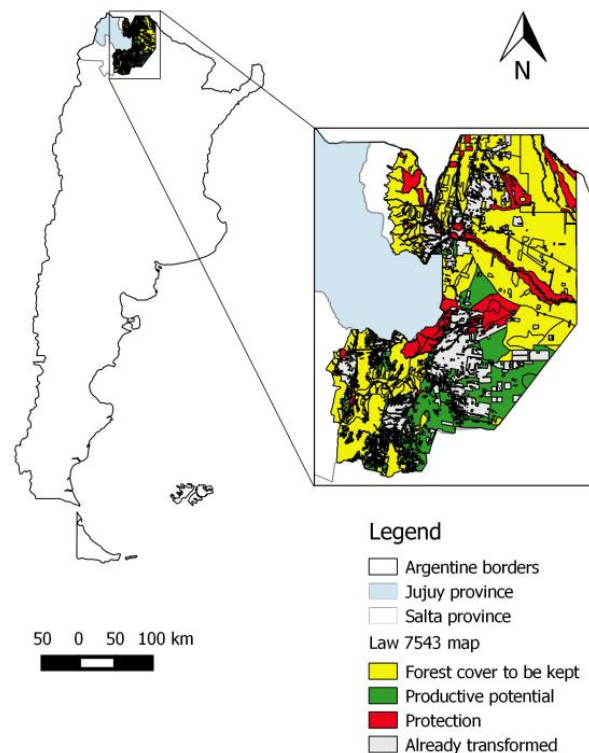 N
Legend
Argentine borders
Jujuy province
Salta province
Law 7543 map
Forest cover to be kept
Productive potential
Protection
Already transformed
50 0 50 100 km